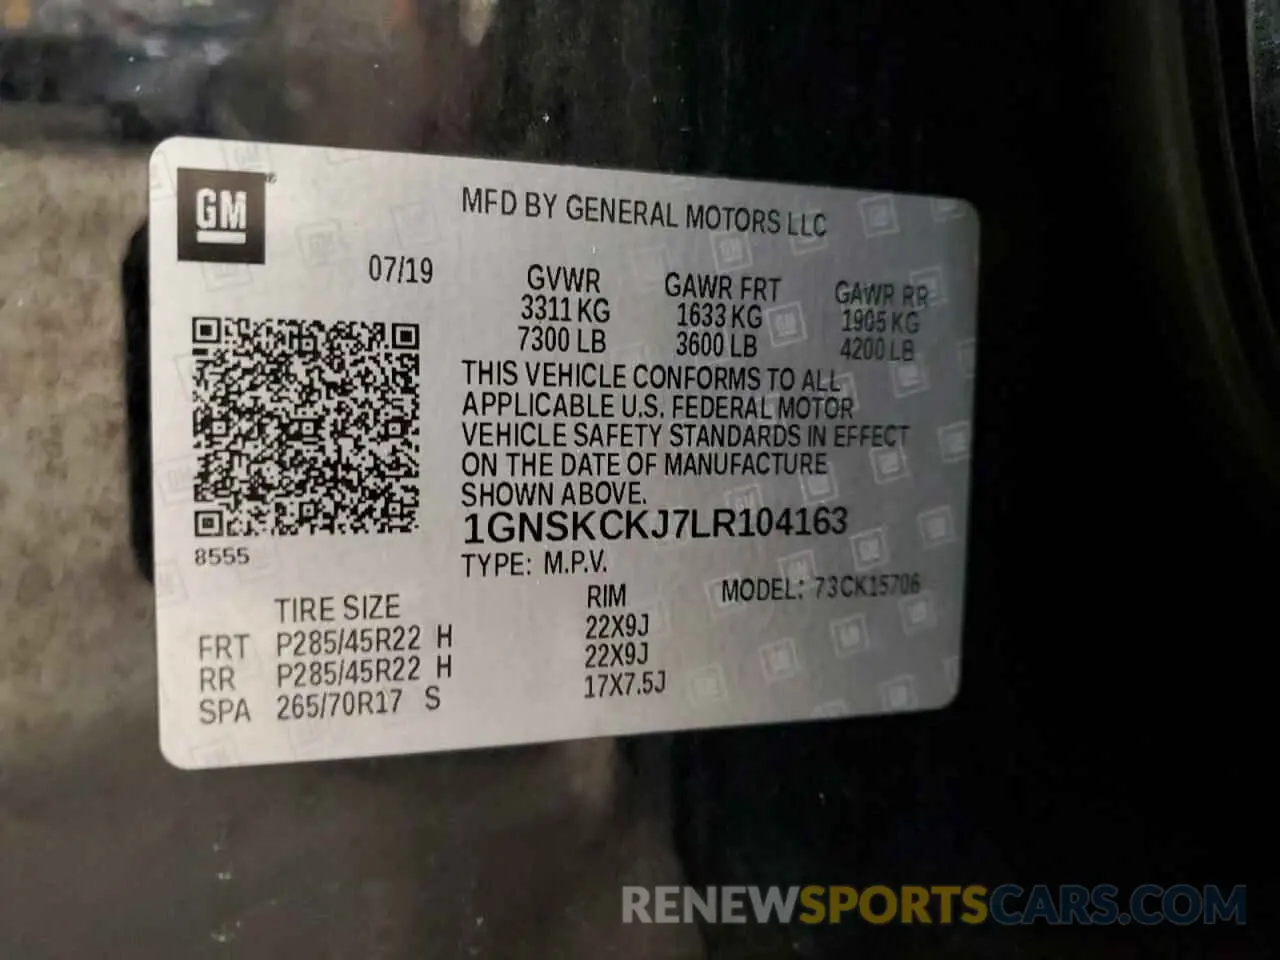 GM
MFD BY GENERAL MOTORS LLC
07/19
GVWR GAWR FRT GAWR RR
3311 KG 1633 KG 1905 KG
7300 LB 3600 LB 4200 LB
THIS VEHICLE CONFORMS TO ALL
APPLICABLE U.S. FEDERAL MOTOR
VEHICLE SAFETY STANDARDS IN EFFECT
ON THE DATE OF MANUFACTURE
SHOWN ABOVE.
1GNSKCKJ7LR104163
8555
TYPE: M.P.V.
MODEL: 73CK15706
TIRE SIZE RIM
FRT P285/45R22 H 22X9J
RR P285/45R22 H 22X9J
SPA 265/70R17 S 17X7.5J
RENEWSPORTSCARS.COM